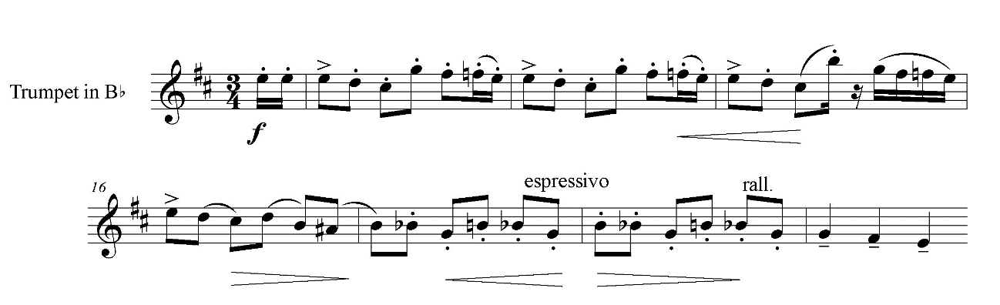 Trumpet in B♭
3
4
f
16
espressivo
rall.